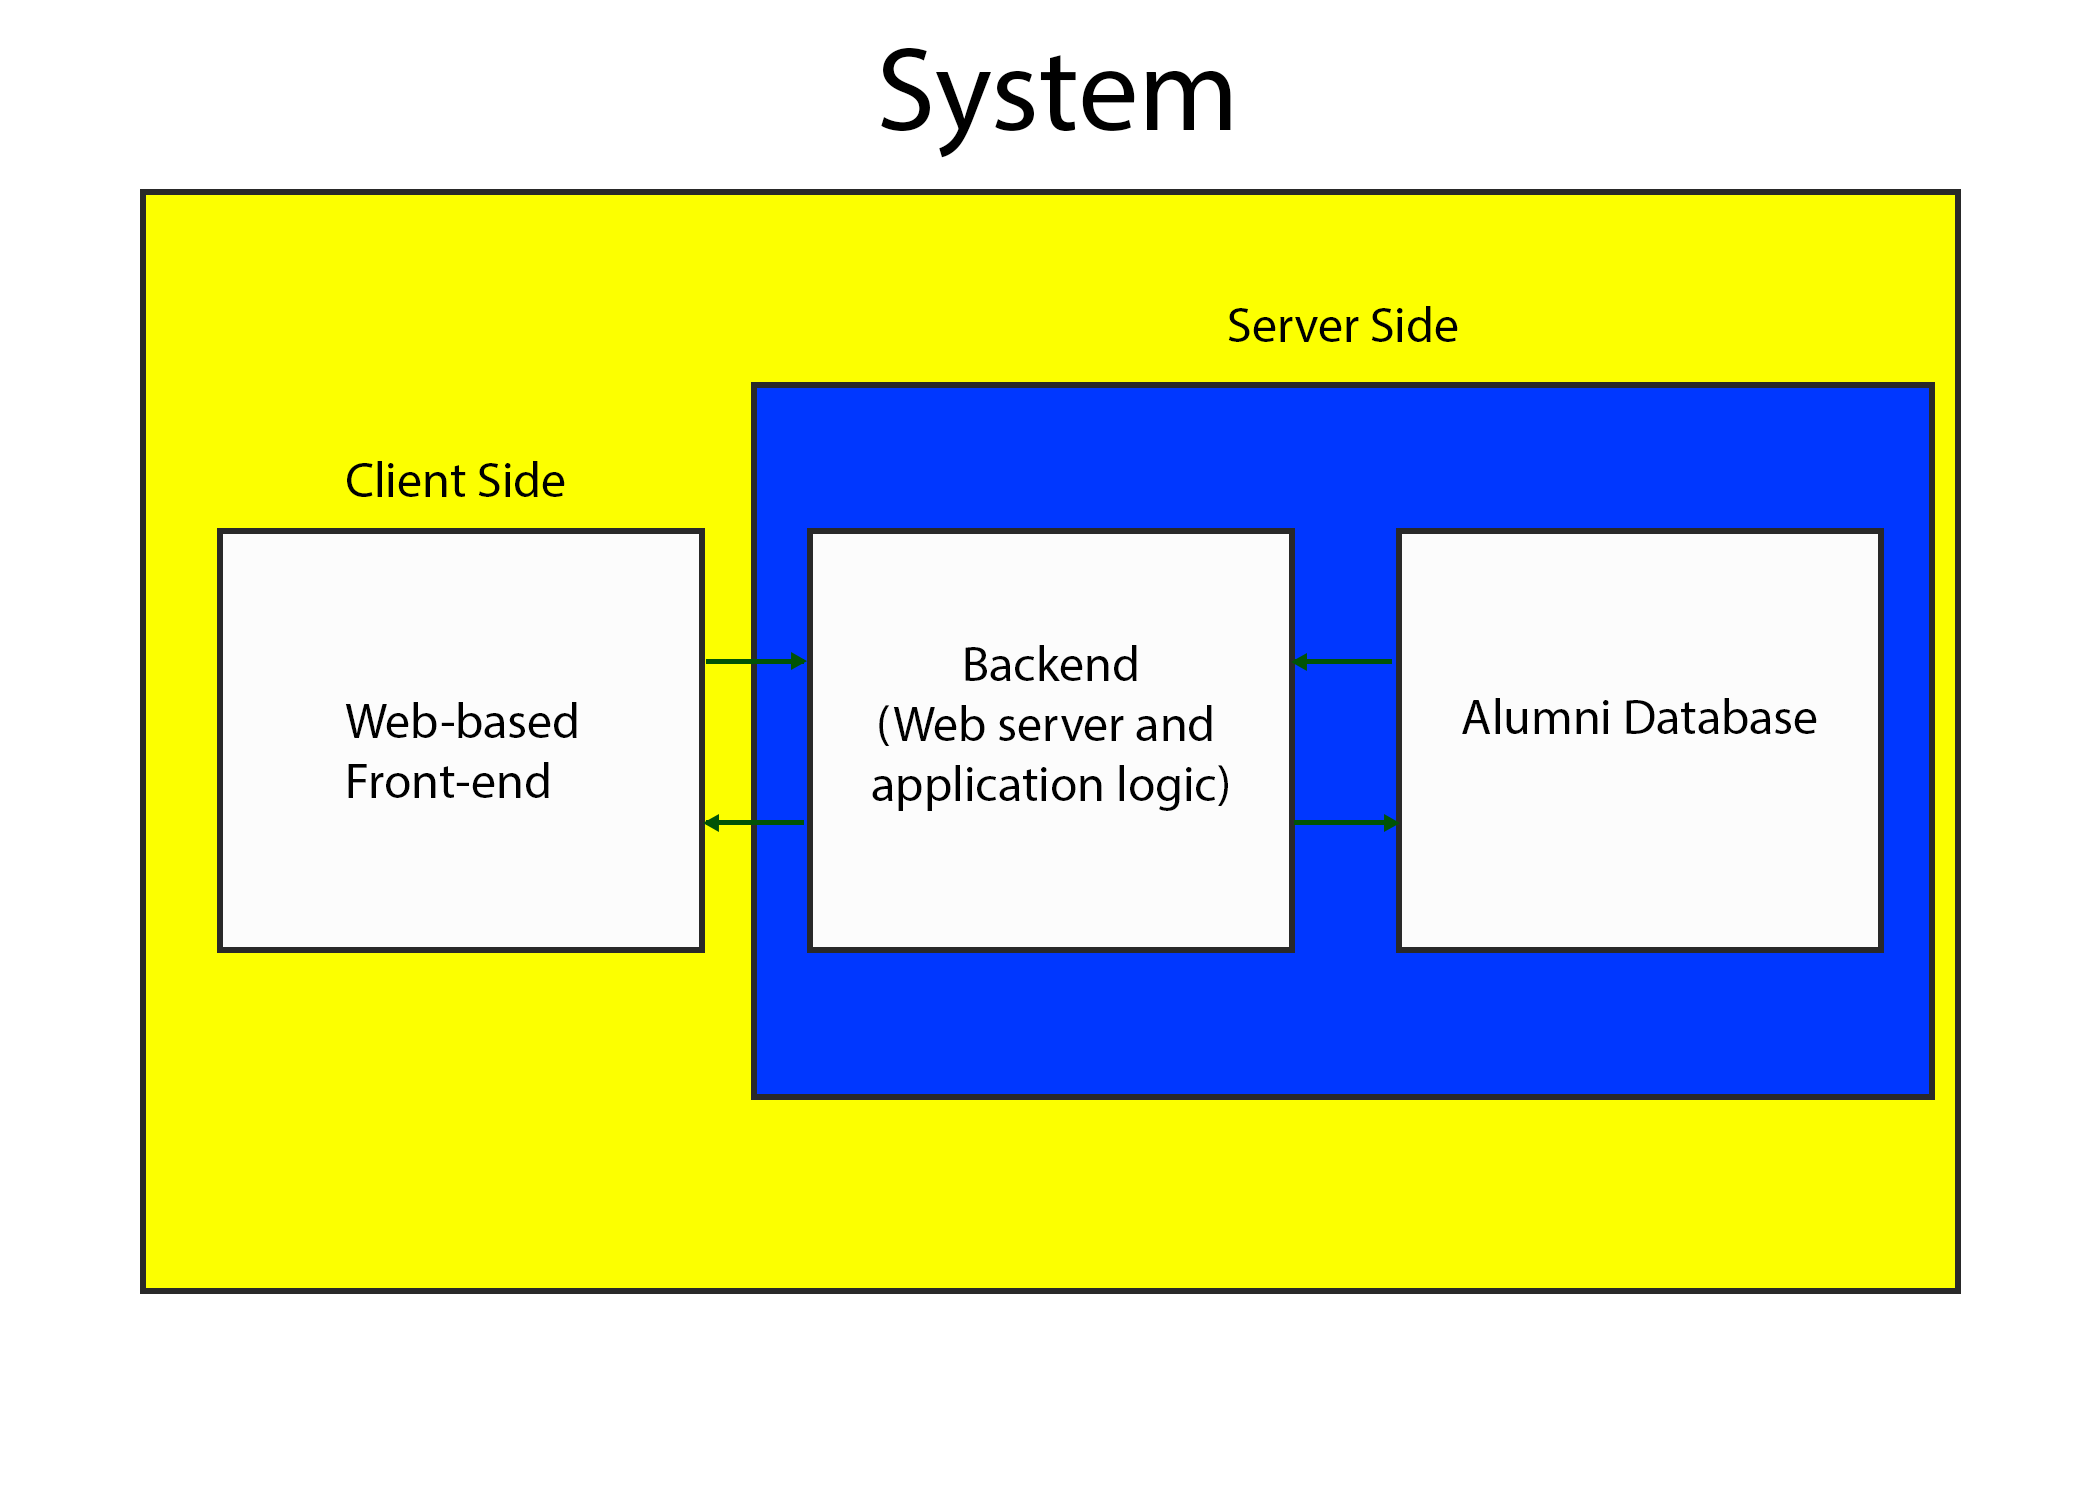 System
Server Side
Client Side
Web-based
Front-end
Backend
(Web server and
application logic)
Alumni Database